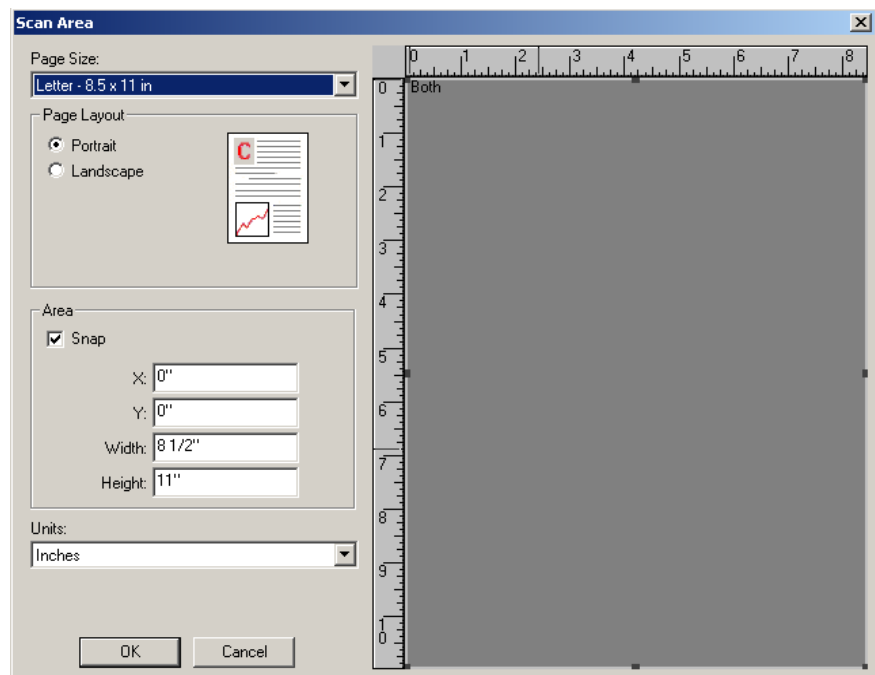 Scan Area
Page Size:
Letter - 8.5 x 11 in
Page Layout
Portrait
Landscape
C
Area
Snap
X: 0"
Y: 0"
Width: 8 1/2"
Height: 11"
Units:
Inches
OK Cancel
0 1 2 3 4 5 6 7 8
Both
0
1
2
3
4
5
6
7
8
9
10